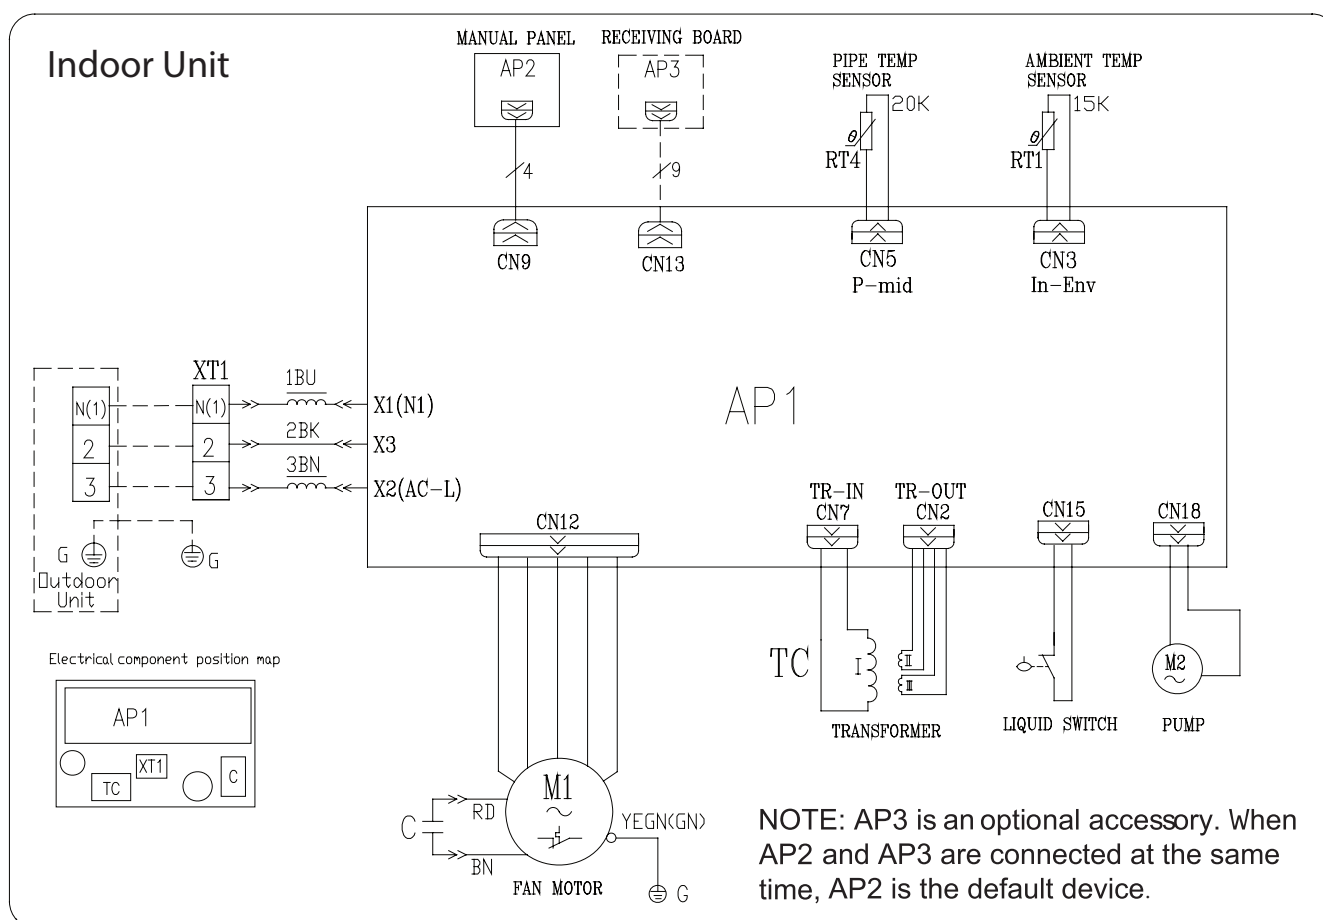 Indoor Unit
MANUAL PANEL
AP2
RECEIVING BOARD
AP3
PIPE TEMP
SENSOR
20K
RT4
AMBIENT TEMP
SENSOR
15K
RT1
4
9
CN9
CN13
CN5
P-mid
CN3
In-Env
XT1
N(1)
2
3
N(1)
2
3
1BU
2BK
3BN
X1(N1)
X3
X2(AC-L)
AP1
G
G
Outdoor
Unit
CN12
TR-IN
CN7
TR-OUT
CN2
CN15
CN18
TC
I
II
III
TRANSFORMER
LIQUID SWITCH
M2
PUMP
Electrical component position map
AP1
XT1
TC
C
M1
C
RD
BN
YEGN(GN)
G
FAN MOTOR
NOTE: AP3 is an optional accessory. When
AP2 and AP3 are connected at the same
time, AP2 is the default device.